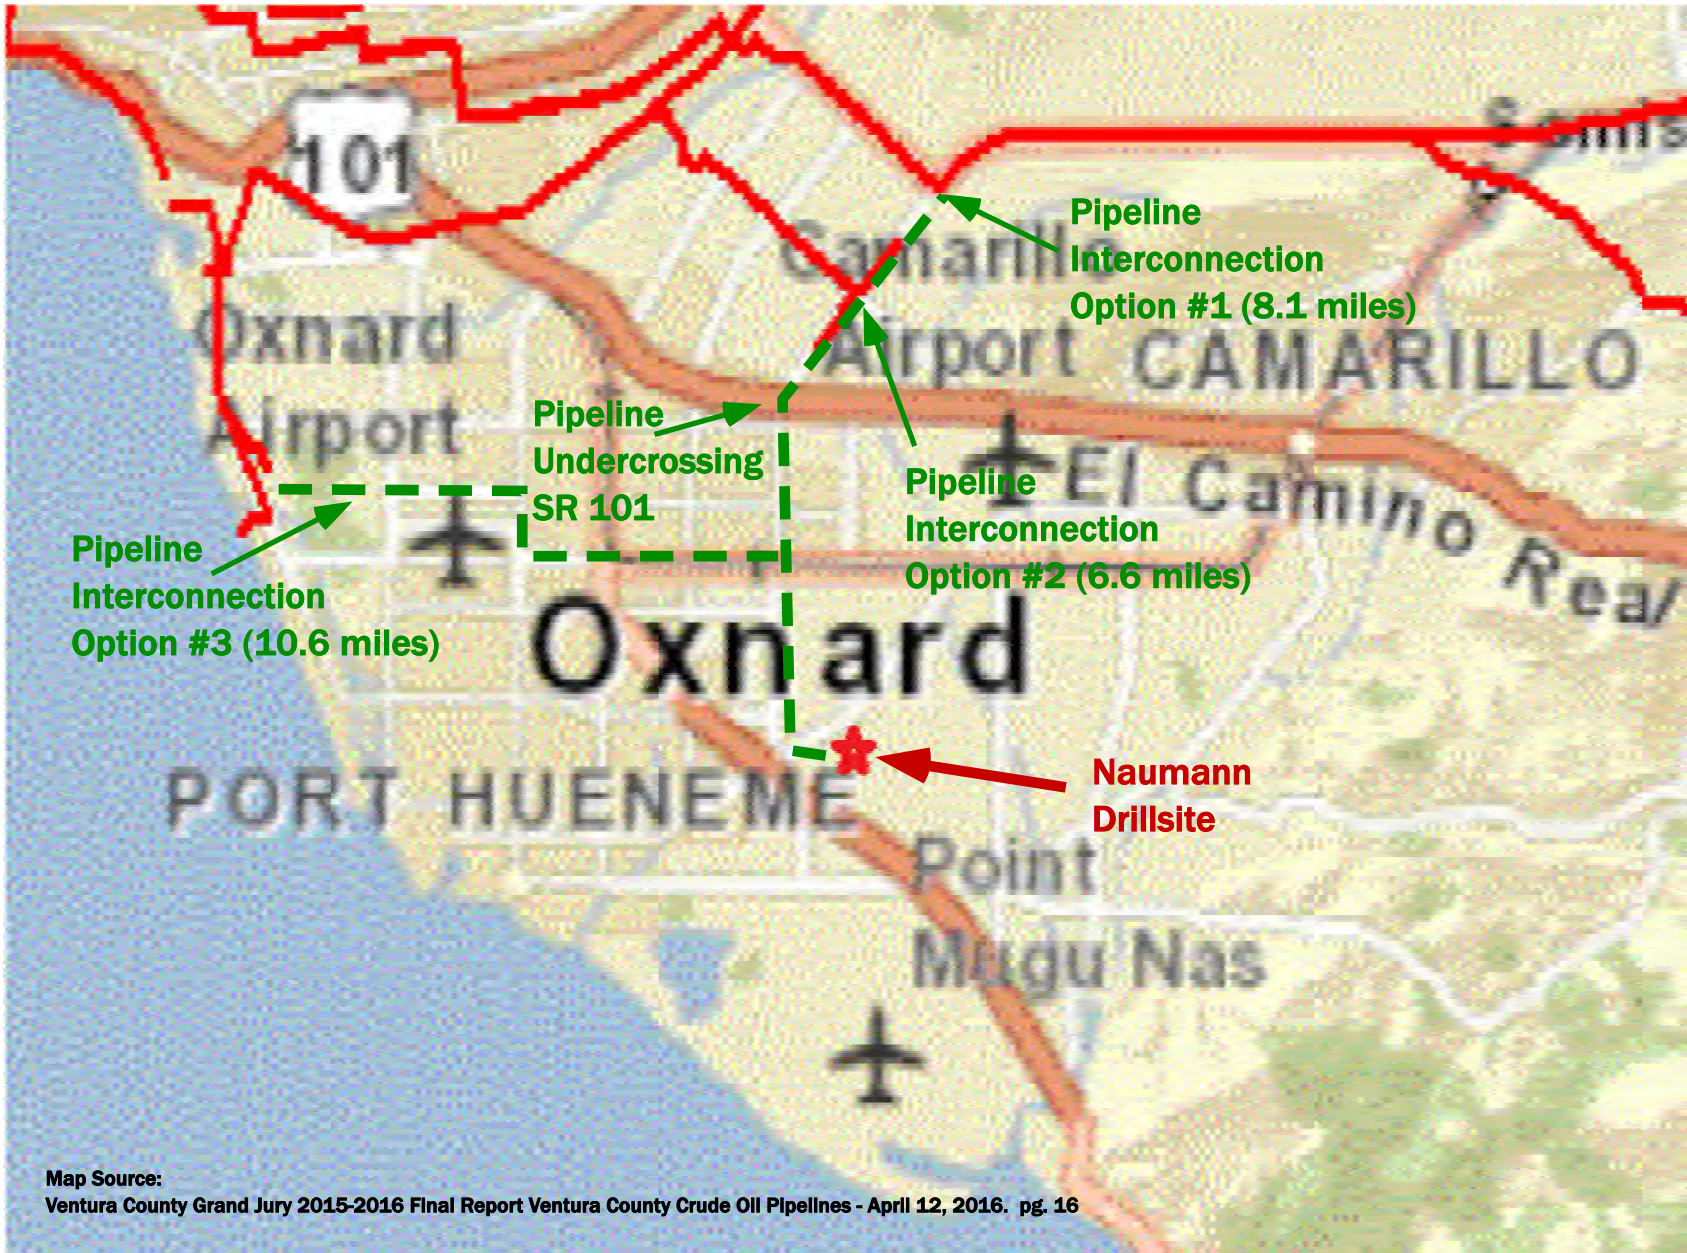 101
Somis
Pipeline
Interconnection
Option #1 (8.1 miles)
Camarillo
Airport
CAMARILLO
Oxnard
Airport
Pipeline
Undercrossing
SR 101
Pipeline
Interconnection
Option #2 (6.6 miles)
El Camino Real
Pipeline
Interconnection
Option #3 (10.6 miles)
Oxnard
PORT HUENEME
Naumann
Drillsite
Point
Mugu Nas
Map Source:
Ventura County Grand Jury 2015-2016 Final Report Ventura County Crude Oil Pipelines - April 12, 2016. pg. 16